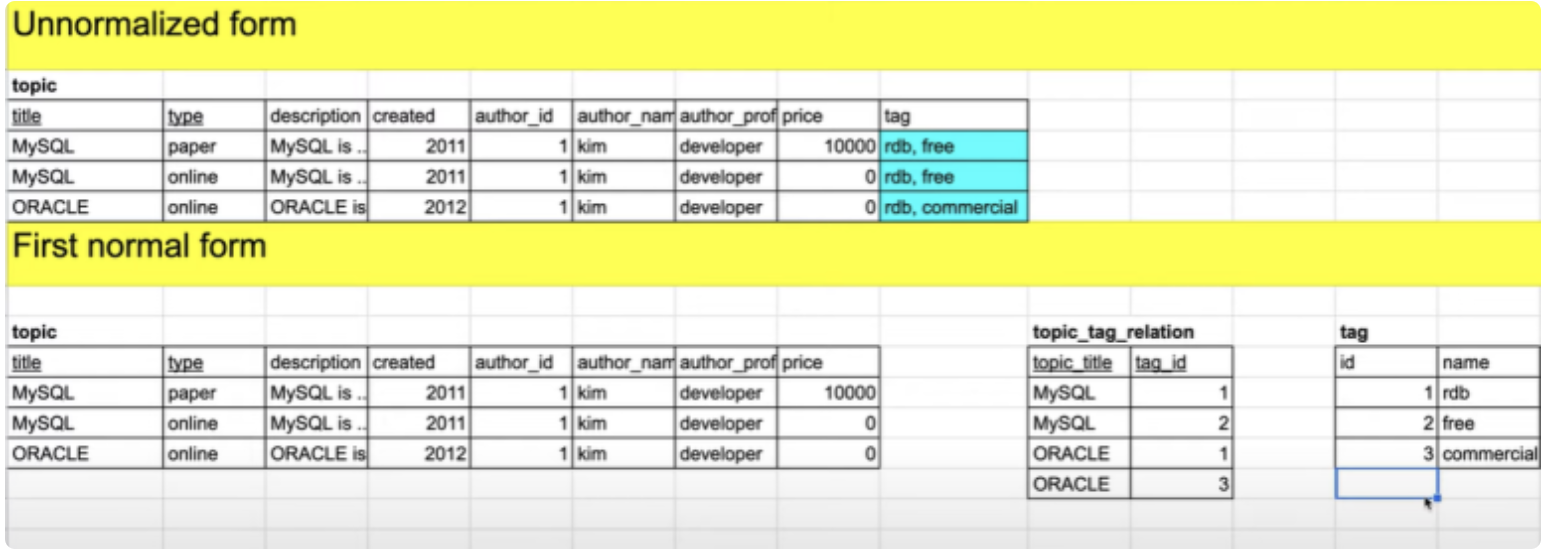 Unnormalized form
topic
title type description created author_id author_nam author_prof price tag
MySQL paper MySQL is .. 2011 1 kim developer 10000 rdb, free
MySQL online MySQL is .. 2011 1 kim developer 0 rdb, free
ORACLE online ORACLE is 2012 1 kim developer 0 rdb, commercial
First normal form
topic topic_tag_relation tag
title type description created author_id author_nam author_prof price topic_title tag_id id name
MySQL paper MySQL is .. 2011 1 kim developer 10000 MySQL 1 1 rdb
MySQL online MySQL is .. 2011 1 kim developer 0 MySQL 2 2 free
ORACLE online ORACLE is 2012 1 kim developer 0 ORACLE 1 3 commercial
ORACLE 3